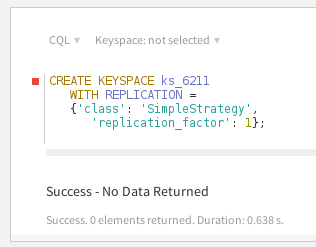 CQL ▾ Keyspace: not selected ▾
CREATE KEYSPACE ks_6211
WITH REPLICATION =
{'class': 'SimpleStrategy',
'replication_factor': 1};
Success - No Data Returned
Success. 0 elements returned. Duration: 0.638 s.